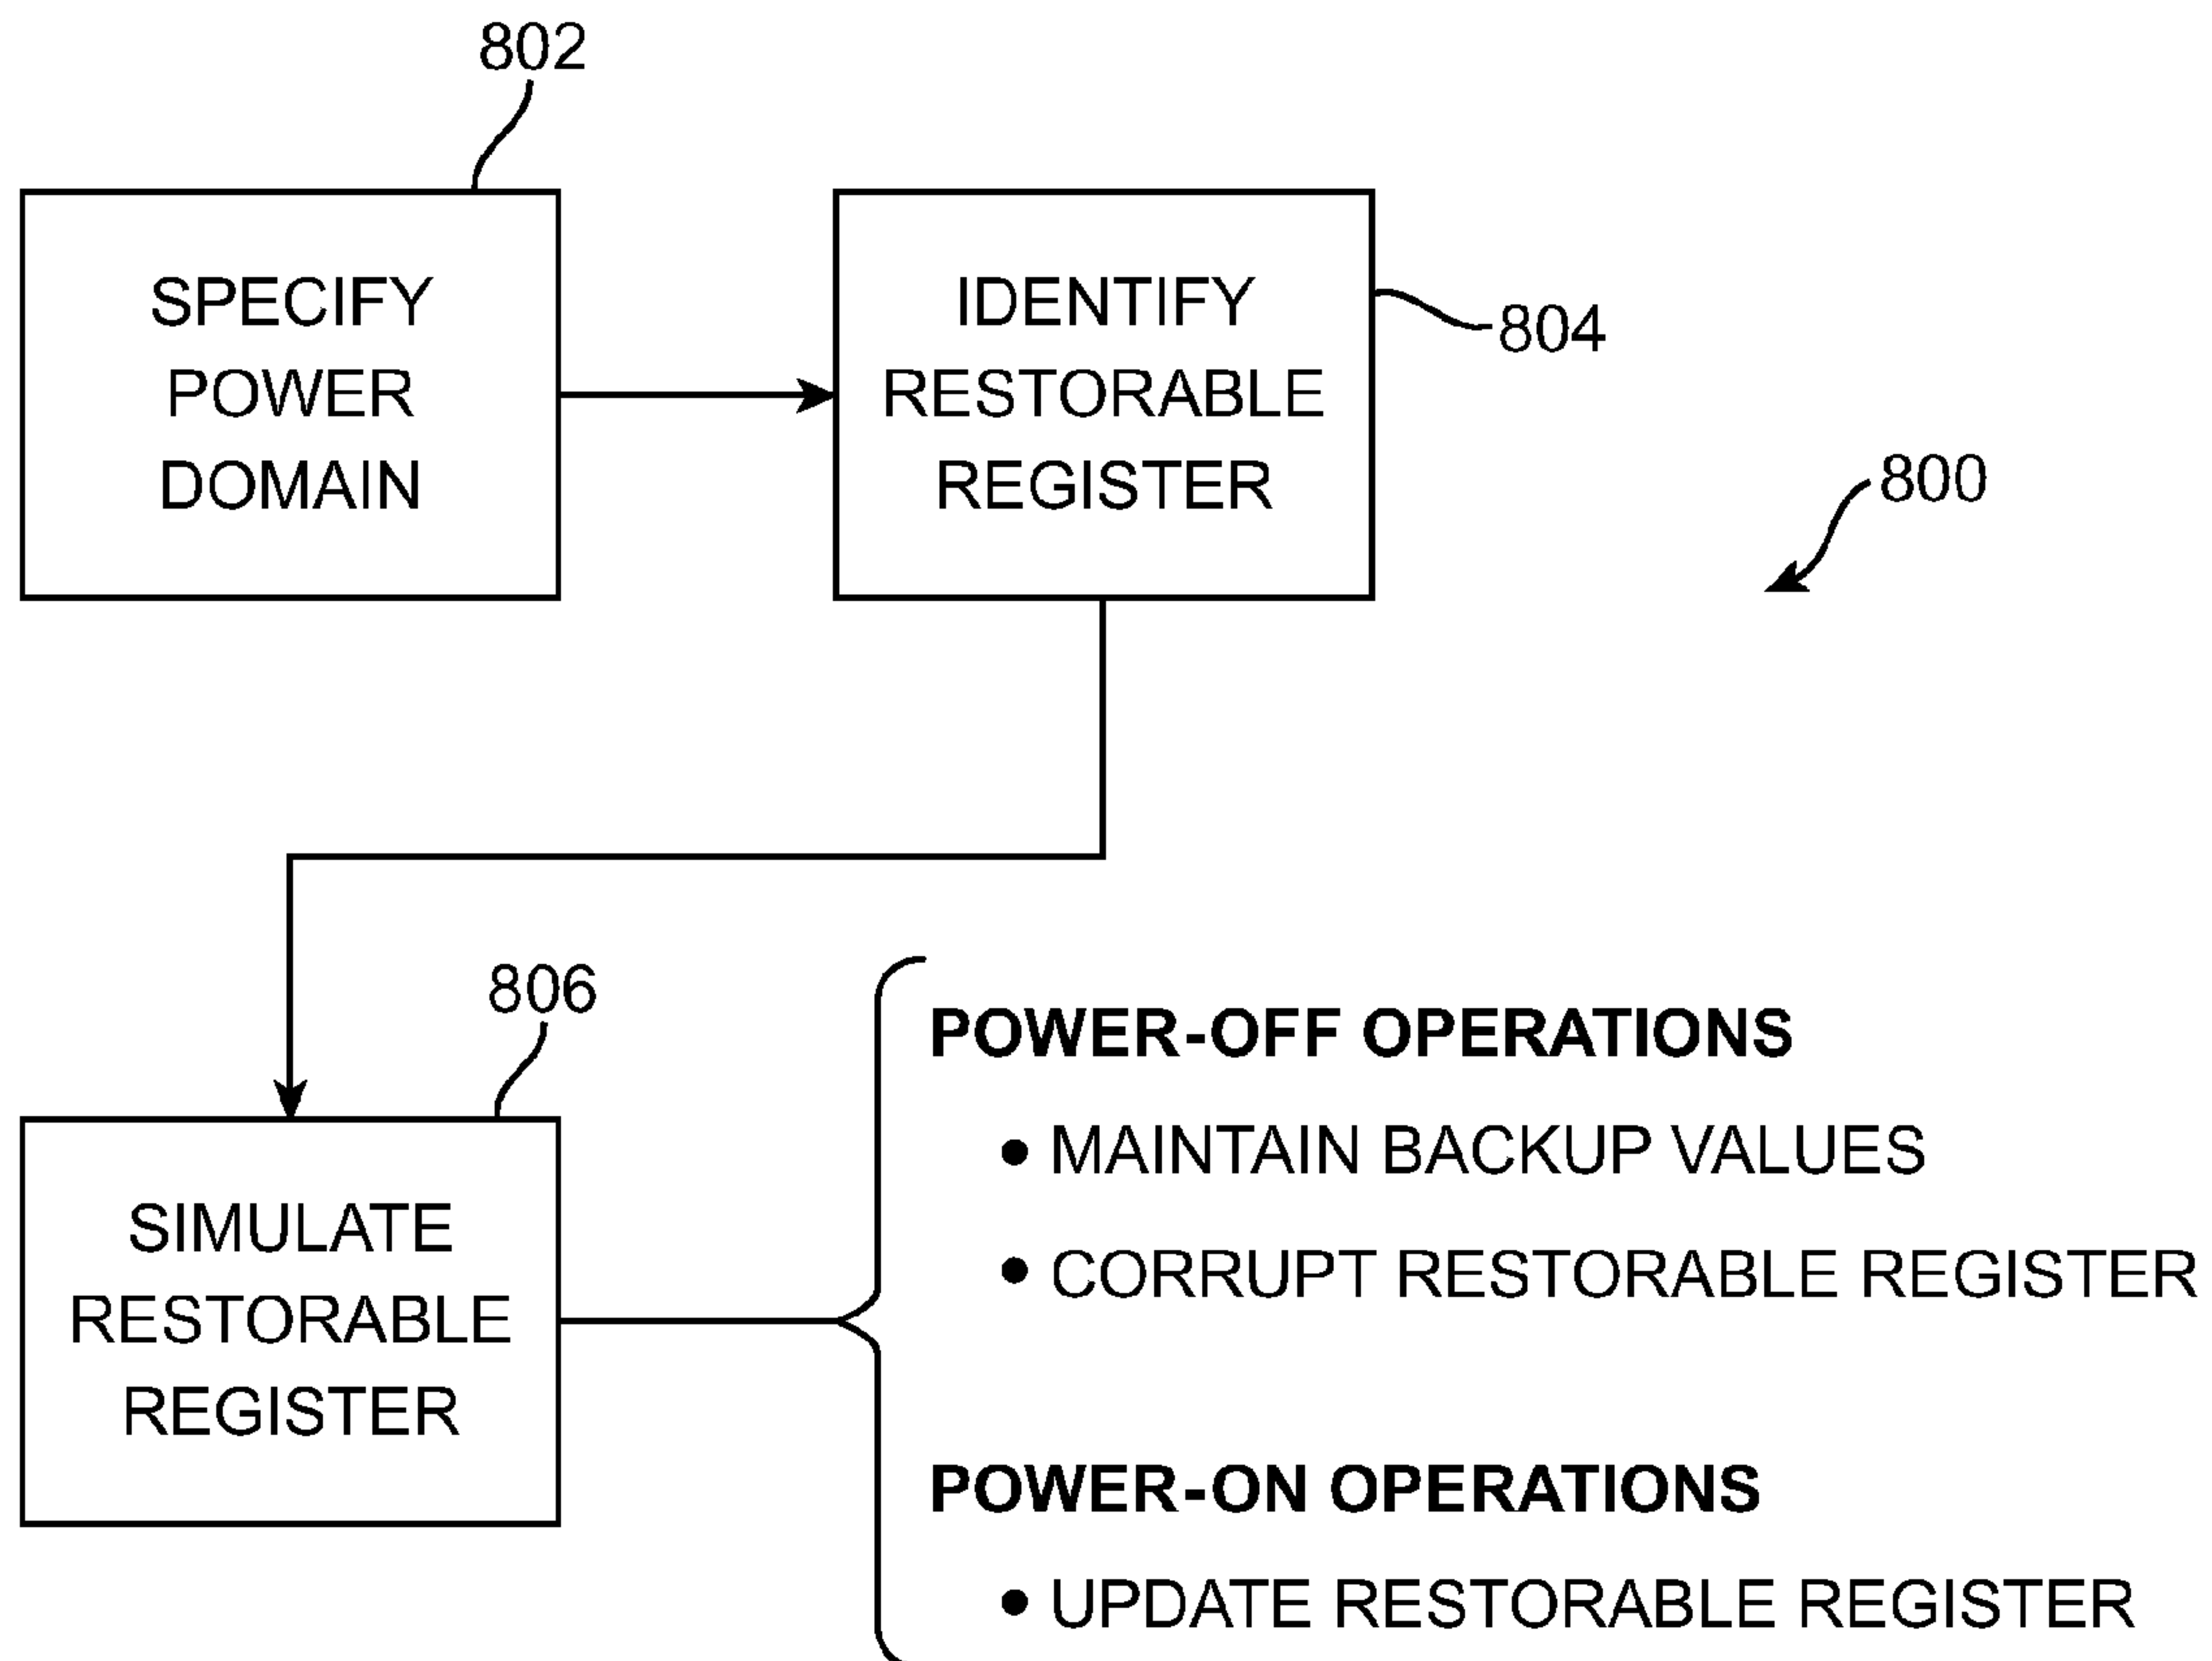 802
SPECIFY
POWER
DOMAIN
IDENTIFY
RESTORABLE
REGISTER
804
800
806
SIMULATE
RESTORABLE
REGISTER
POWER-OFF OPERATIONS
• MAINTAIN BACKUP VALUES
• CORRUPT RESTORABLE REGISTER
POWER-ON OPERATIONS
• UPDATE RESTORABLE REGISTER